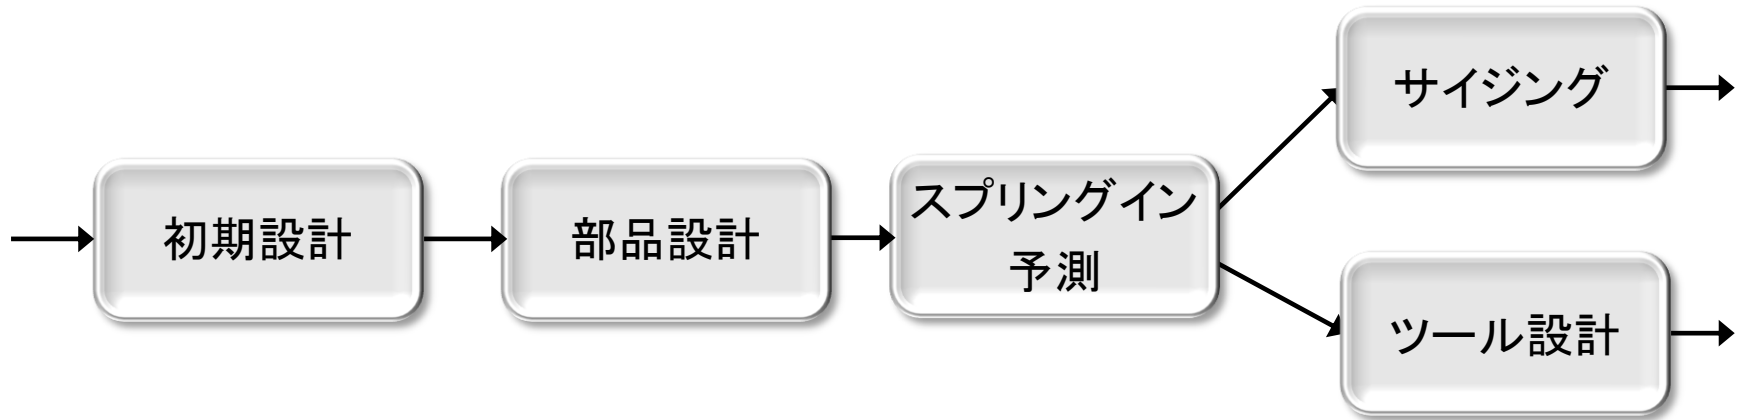 初期設計
部品設計
スプリングイン
予測
サイジング
ツール設計